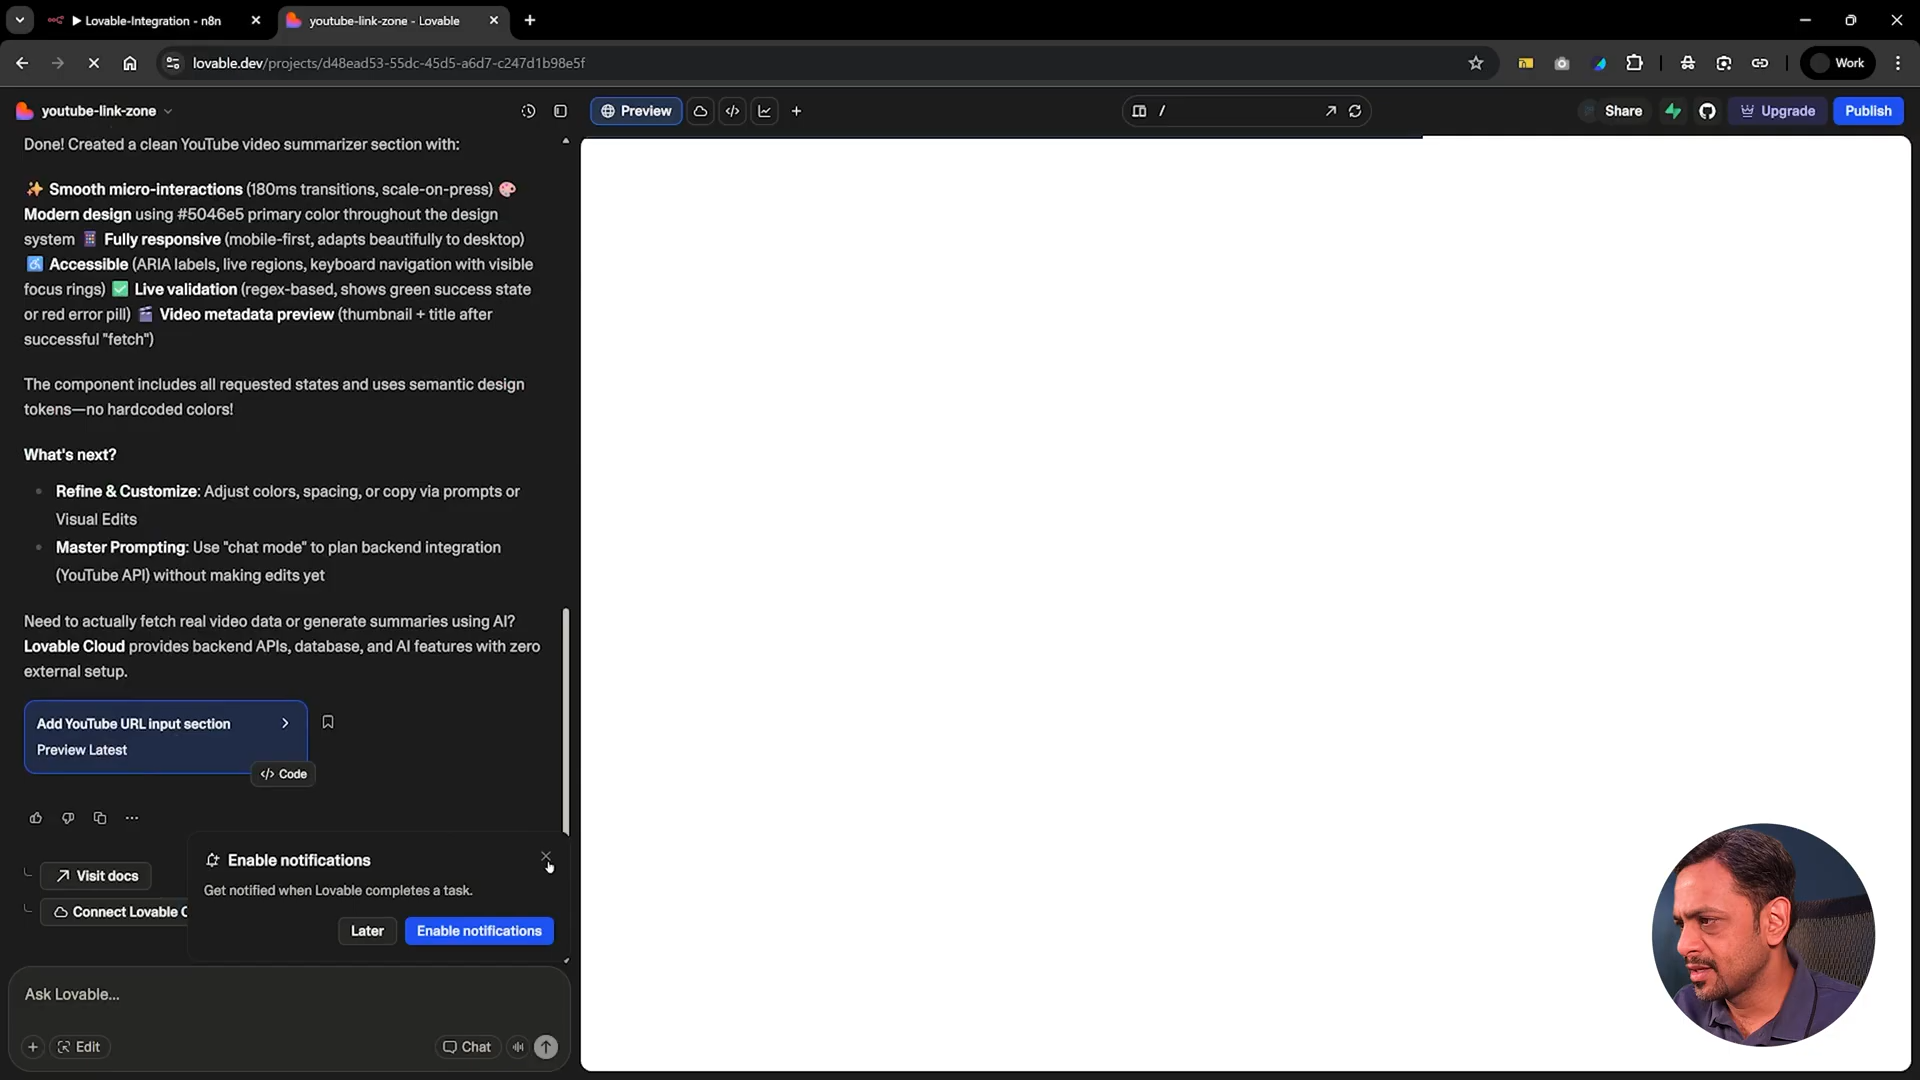 Lovable-Integration - n8n
youtube-link-zone - Lovable
lovable.dev/projects/d48ead53-55dc-45d5-a6d7-c247d1b98e5f
Work
youtube-link-zone
Preview
/
Share
Upgrade
Publish
Done! Created a clean YouTube video summarizer section with:
✨ Smooth micro-interactions (180ms transitions, scale-on-press) 🎨
Modern design using #5046e5 primary color throughout the design
system 📱 Fully responsive (mobile-first, adapts beautifully to desktop)
♿ Accessible (ARIA labels, live regions, keyboard navigation with visible
focus rings) ✅ Live validation (regex-based, shows green success state
or red error pill) 🎬 Video metadata preview (thumbnail + title after
successful "fetch")
The component includes all requested states and uses semantic design
tokens—no hardcoded colors!
What's next?
• Refine & Customize: Adjust colors, spacing, or copy via prompts or
Visual Edits
• Master Prompting: Use "chat mode" to plan backend integration
(YouTube API) without making edits yet
Need to actually fetch real video data or generate summaries using AI?
Lovable Cloud provides backend APIs, database, and AI features with zero
external setup.
Add YouTube URL input section
Preview Latest
</> Code
Enable notifications
Get notified when Lovable completes a task.
Later
Enable notifications
Visit docs
Connect Lovable C
Ask Lovable...
Edit
Chat